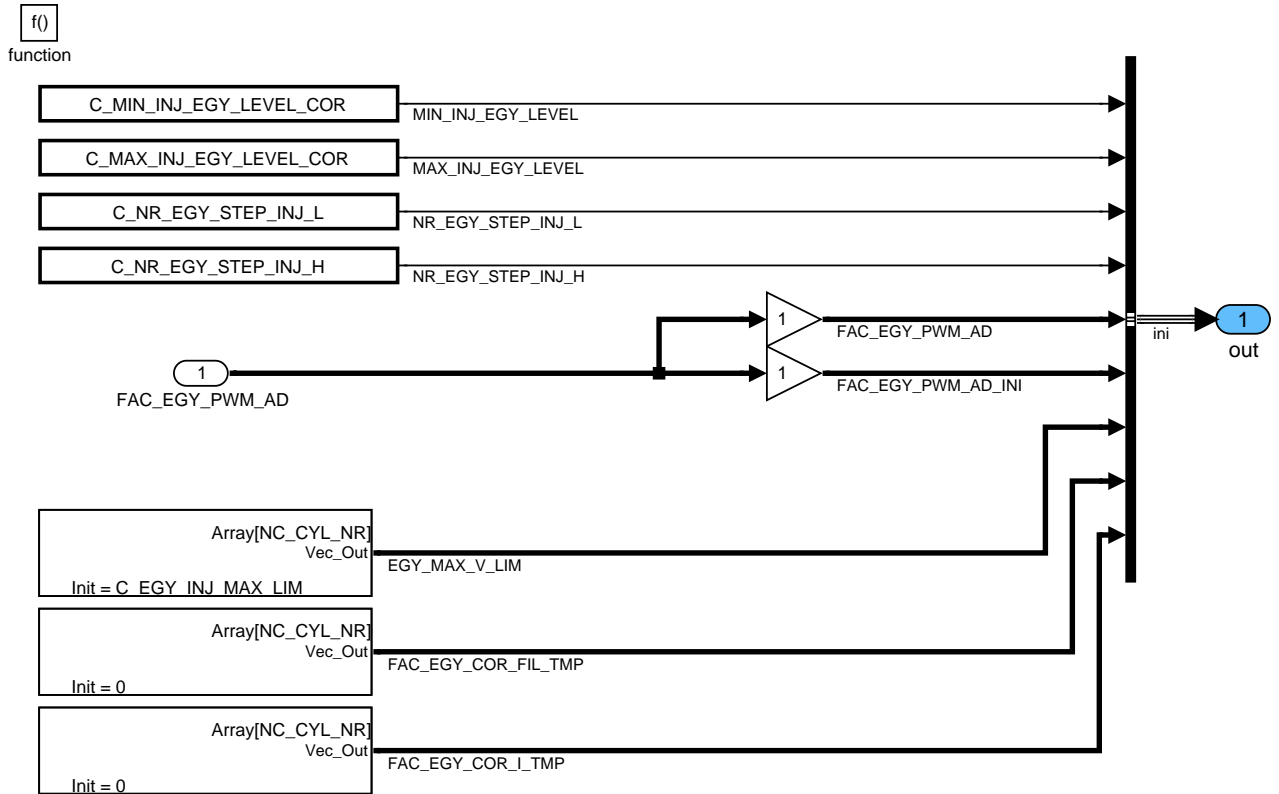 f()
function
C_MIN_INJ_EGY_LEVEL_COR
MIN_INJ_EGY_LEVEL
C_MAX_INJ_EGY_LEVEL_COR
MAX_INJ_EGY_LEVEL
C_NR_EGY_STEP_INJ_L
NR_EGY_STEP_INJ_L
C_NR_EGY_STEP_INJ_H
NR_EGY_STEP_INJ_H
1
FAC_EGY_PWM_AD
1
ini
out
1
FAC_EGY_PWM_AD
1
FAC_EGY_PWM_AD_INI
Array[NC_CYL_NR]
Vec_Out
EGY_MAX_V_LIM
Init = C_EGY_INJ_MAX_LIM
Array[NC_CYL_NR]
Vec_Out
FAC_EGY_COR_FIL_TMP
Init = 0
Array[NC_CYL_NR]
Vec_Out
FAC_EGY_COR_I_TMP
Init = 0